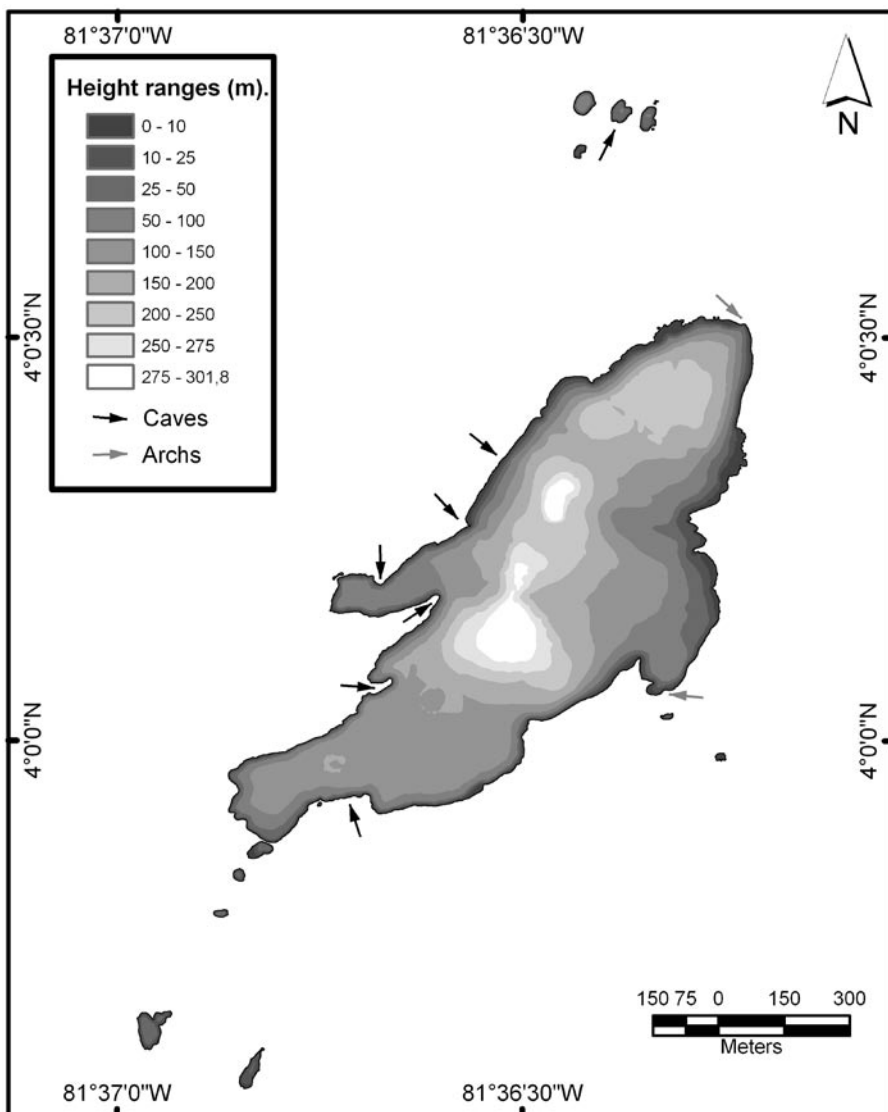 81°37'0"W 81°36'30"W
Height ranges (m).
0 - 10
10 - 25
25 - 50
50 - 100
100 - 150
150 - 200
200 - 250
250 - 275
275 - 301,8
Caves
Archs
N
4°0'30"N 4°0'30"N
4°0'0"N 4°0'0"N
150 75 0 150 300
Meters
81°37'0"W 81°36'30"W